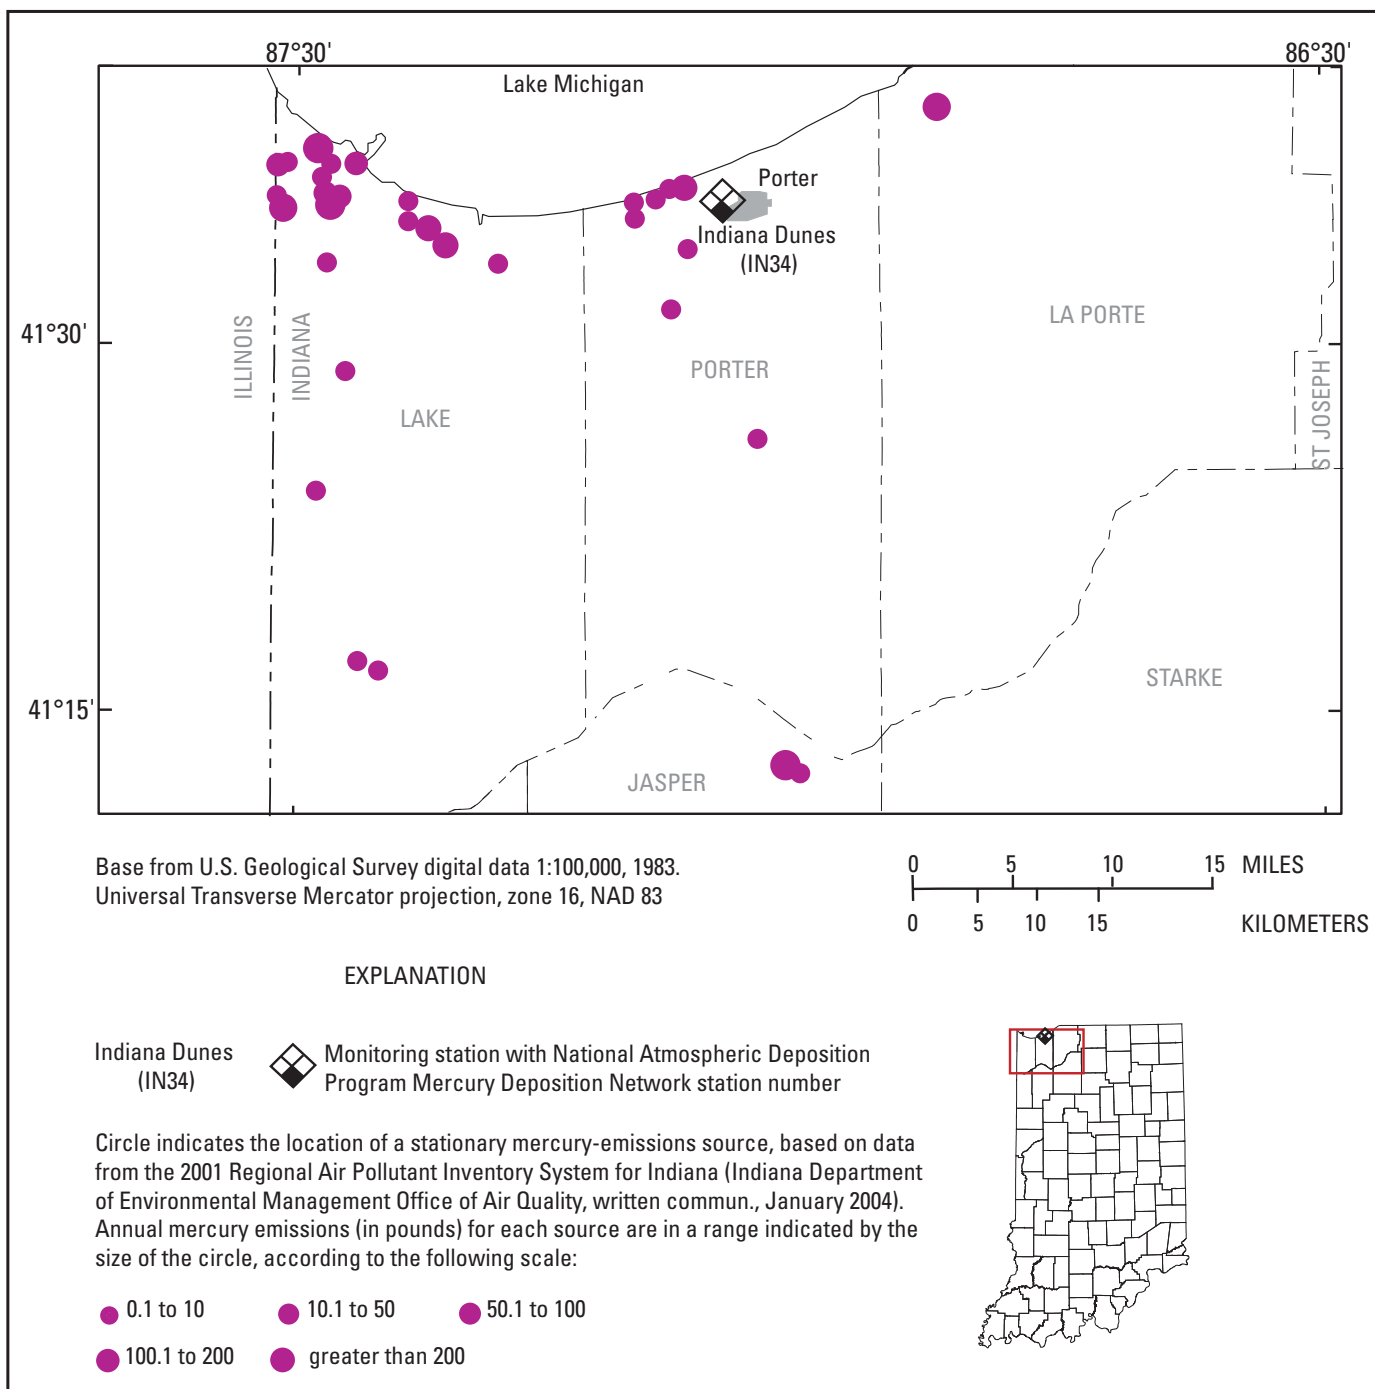 87°30'
86°30'
Lake Michigan
Porter
Indiana Dunes
(IN34)
41°30'
ILLINOIS
INDIANA
LAKE
PORTER
LA PORTE
ST JOSEPH
41°15'
STARKE
JASPER
Base from U.S. Geological Survey digital data 1:100,000, 1983.
Universal Transverse Mercator projection, zone 16, NAD 83
0 5 10 15 MILES
0 5 10 15 KILOMETERS
EXPLANATION
Indiana Dunes
(IN34)
Monitoring station with National Atmospheric Deposition
Program Mercury Deposition Network station number
Circle indicates the location of a stationary mercury-emissions source, based on data
from the 2001 Regional Air Pollutant Inventory System for Indiana (Indiana Department
of Environmental Management Office of Air Quality, written commun., January 2004).
Annual mercury emissions (in pounds) for each source are in a range indicated by the
size of the circle, according to the following scale:
0.1 to 10 10.1 to 50 50.1 to 100
100.1 to 200 greater than 200